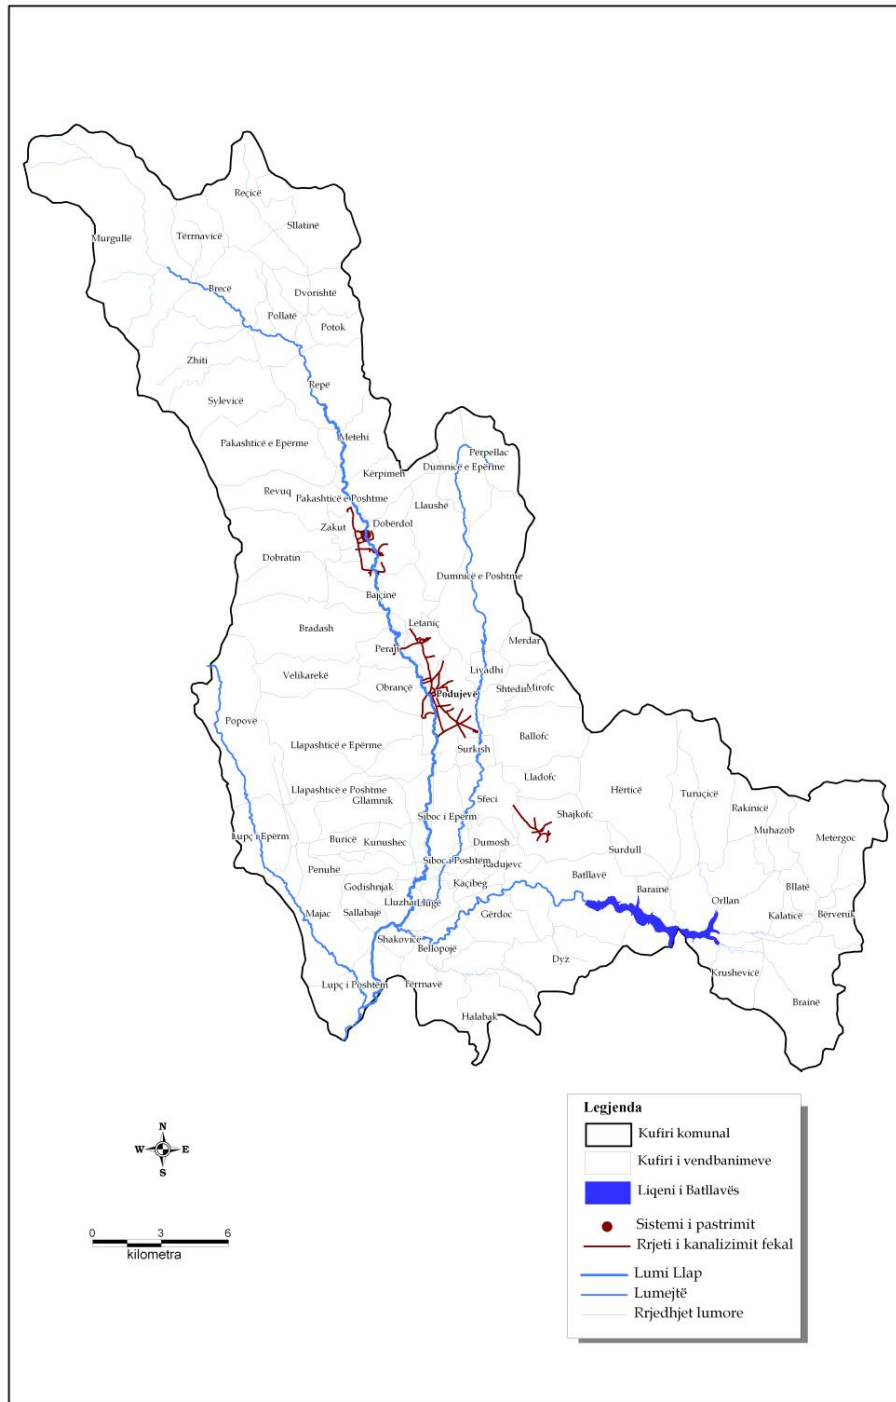 Reçicë
Sllatinë
Tërmavicë
Murgullë
Brecë
Dvorishtë
Pollatë
Potok
Zhiti
Repë
Sylevicë
Metehi
Pakashticë e Epërme
Përpellac
Dumnicë e Epërme
Kërpimeh
Revuq
Pakashticë e Poshtme
Llaushë
Zakut
Dobërdol
Dobratin
Dumnicë e Poshtme
Bajçinë
Letaniç
Bradash
Merdar
Peran
Livadhi
Velikarekë
Obrançë
Shtedim
Mirofc
Podujevë
Popovë
Ballofc
Llapashticë e Epërme
Surkish
Lladofc
Llapashticë e Poshtme
Hërticë
Turuçicë
Gllamnik
Sfeci
Rakinicë
Siboc i Epërm
Shajkofc
Muhazob
Lupç i Epërm
Buricë
Kunushec
Dumosh
Metergoc
Surdull
Siboc i Poshtëm
Radujevc
Penuhë
Batllavë
Godishnjak
Kaçibeg
Barainë
Bllatë
Lluzhan
Llugë
Orllan
Majac
Sallabajë
Gërdoc
Kalaticë
Bërvenik
Shakovicë
Bellopojë
Dyz
Krushevicë
Lupç i Poshtëm
Tërrnavë
Brainë
Halabak
Legjenda
Kufiri komunal
Kufiri i vendbanimeve
Liqeni i Batllavës
Sistemi i pastrimit
Rrjeti i kanalizimit fekal
Lumi Llap
Lumejtë
Rrjedhjet lumore
N
W E
S
0 3 6
kilometra